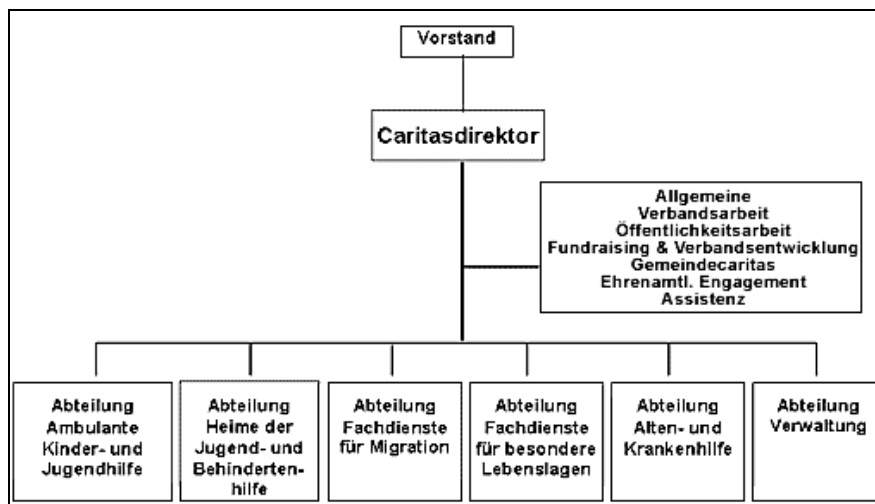 Vorstand
Caritasdirektor
Allgemeine
Verbandsarbeit
Öffentlichkeitsarbeit
Fundraising & Verbandsentwicklung
Gemeindecaritas
Ehrenamtl. Engagement
Assistenz
Abteilung
Ambulante
Kinder- und
Jugendhilfe
Abteilung
Heime der
Jugend- und
Behinderten-
hilfe
Abteilung
Fachdienste
für Migration
Abteilung
Fachdienste
für besondere
Lebenslagen
Abteilung
Alten- und
Krankenhilfe
Abteilung
Verwaltung